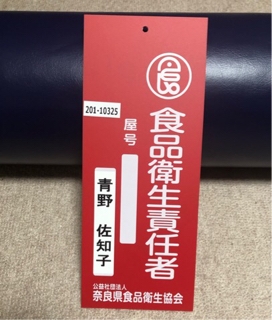 食品衛生責任者
201-10325
屋号
青野 佐知子
公益社団法人
奈良県食品衛生協会